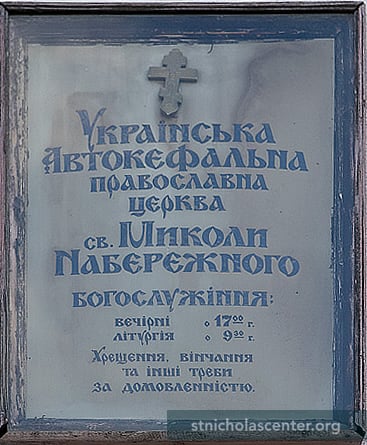 Українська
Автокефальна
православна
церква
св. Миколи
Набережного
Богослужіння:
вечірні о 17⁰⁰ г.
літургія о 9³⁰ г.
Хрещення, вінчання
та інші треби
за домовленністю.
stnicholascenter.org